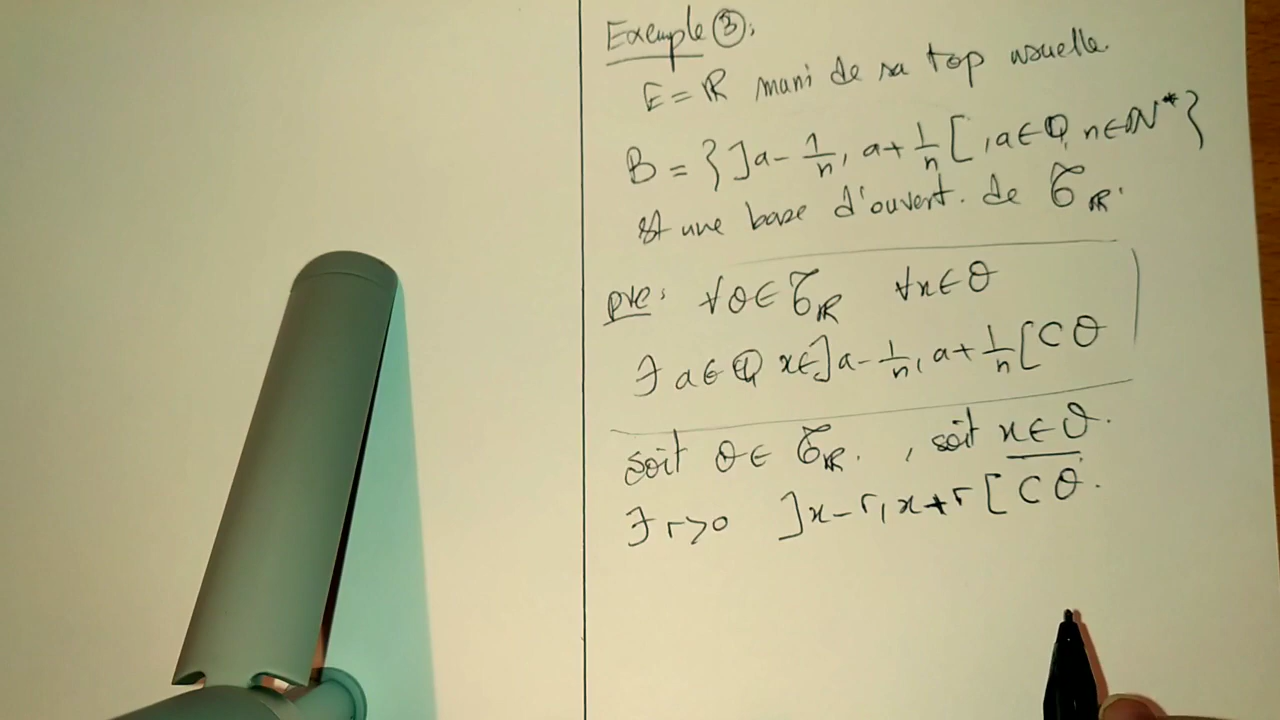 Exemple ③:
E = ℝ muni de sa top usuelle.
B = { ]a - 1/n, a + 1/n[ , a ∈ ℚ, n ∈ ℕ* }
est une base d'ouvert. de 𝒯ℝ.
pve: ∀ θ ∈ 𝒯ℝ ∀ x ∈ θ
∃ a ∈ ℚ x ∈ ]a - 1/n, a + 1/n[ ⊂ θ
soit θ ∈ 𝒯ℝ. , soit x ∈ θ.
∃ r > 0 ]x - r, x + r[ ⊂ θ.